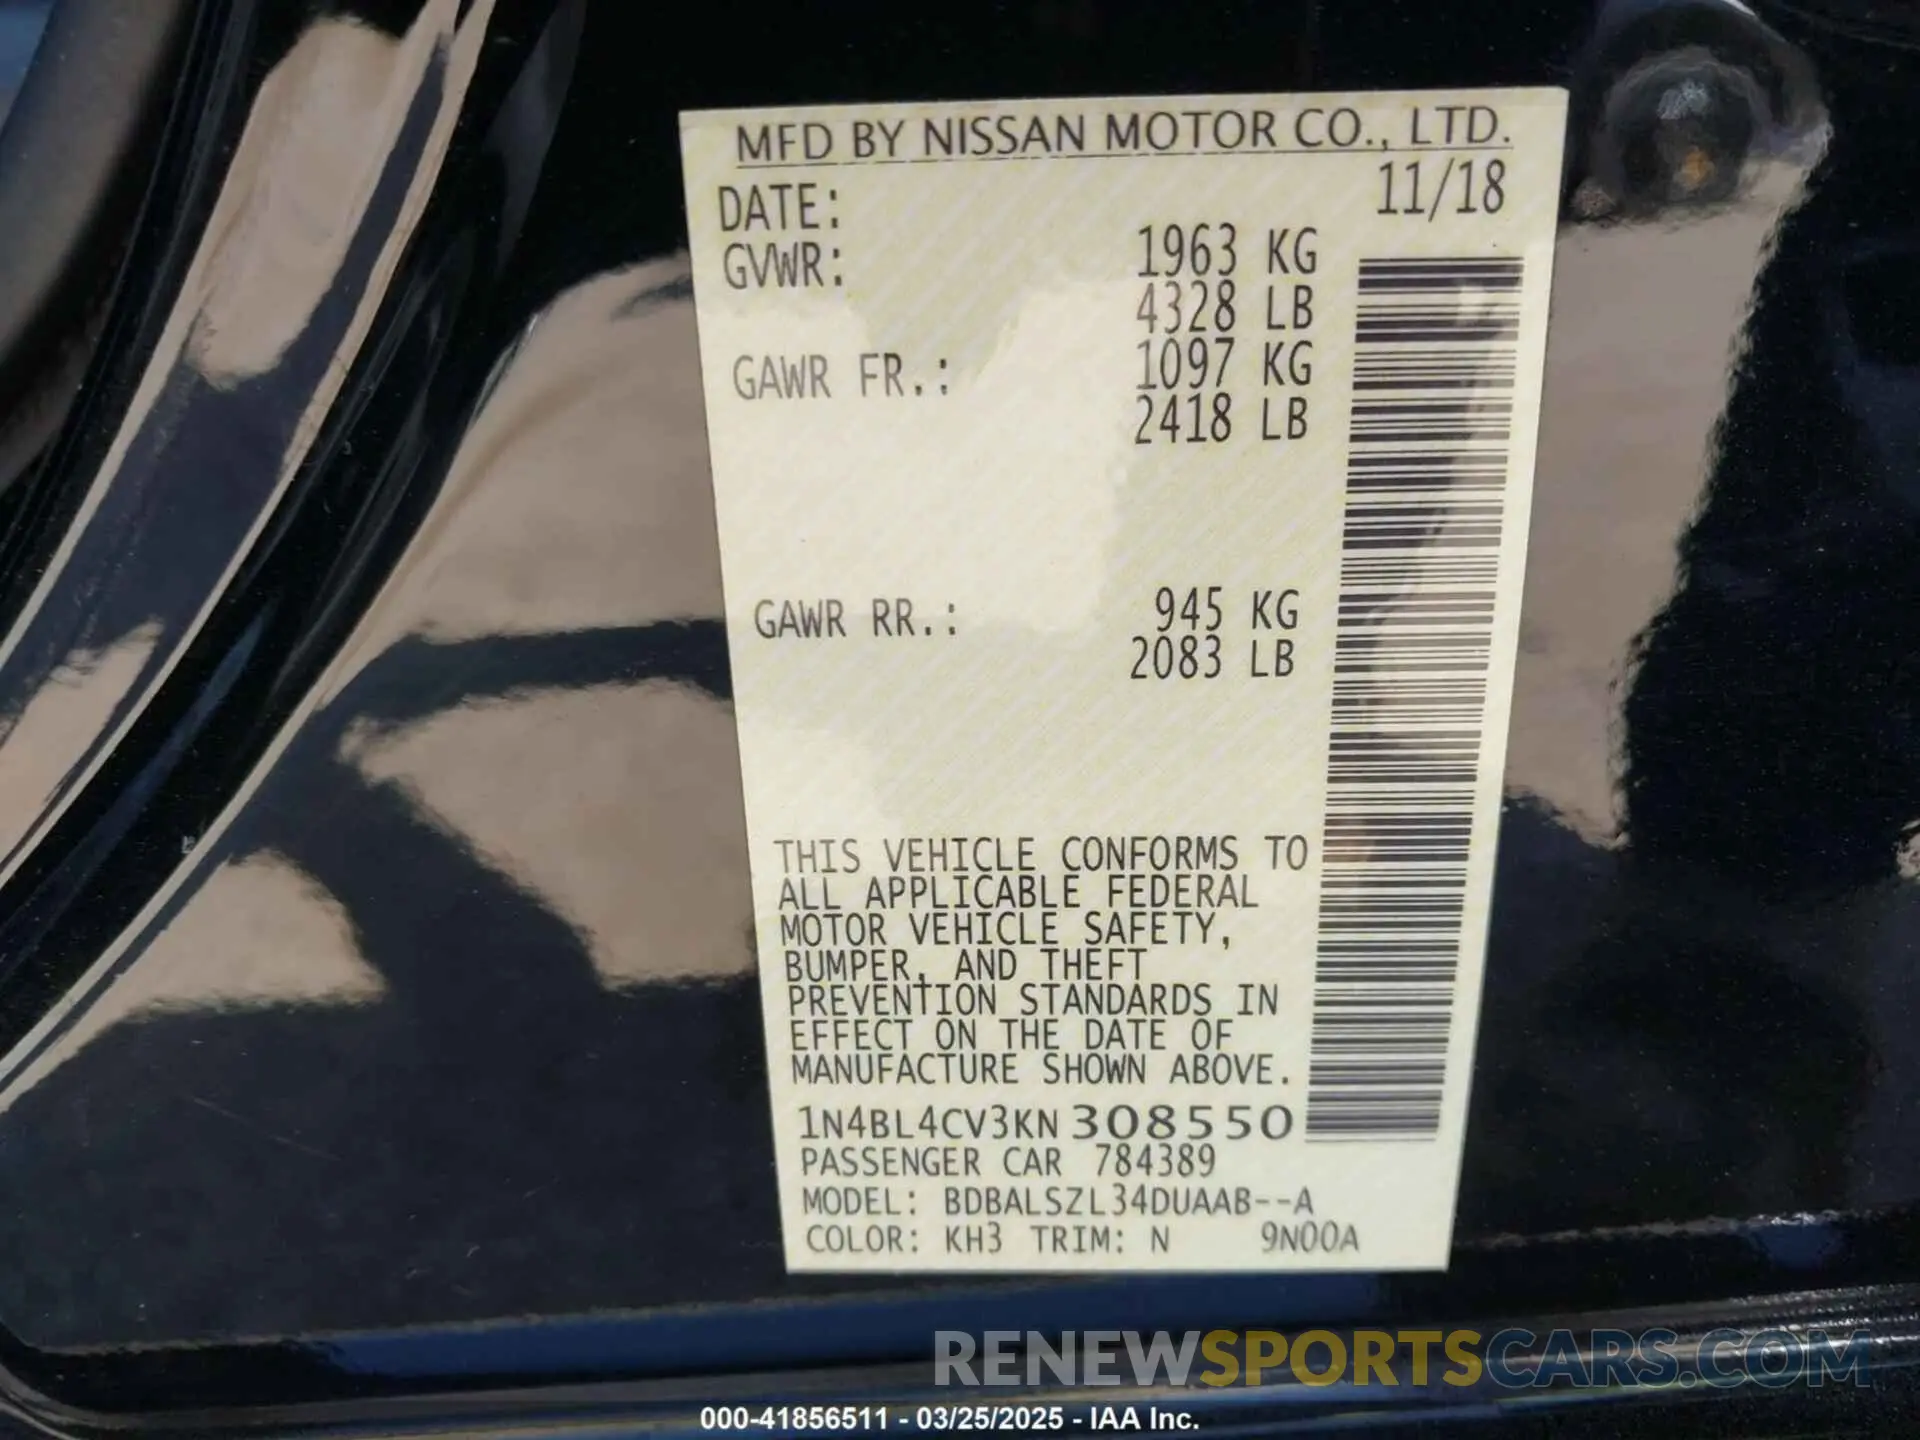 MFD BY NISSAN MOTOR CO., LTD.
DATE: 11/18
GVWR: 1963 KG
4328 LB
GAWR FR.: 1097 KG
2418 LB
GAWR RR.: 945 KG
2083 LB
THIS VEHICLE CONFORMS TO
ALL APPLICABLE FEDERAL
MOTOR VEHICLE SAFETY,
BUMPER, AND THEFT
PREVENTION STANDARDS IN
EFFECT ON THE DATE OF
MANUFACTURE SHOWN ABOVE.
1N4BL4CV3KN308550
PASSENGER CAR 784389
MODEL: BDBALSZL34DUAAB--A
COLOR: KH3 TRIM: N 9N00A
RENEWSPORTSCARS.COM
000-41856511 - 03/25/2025 - IAA Inc.